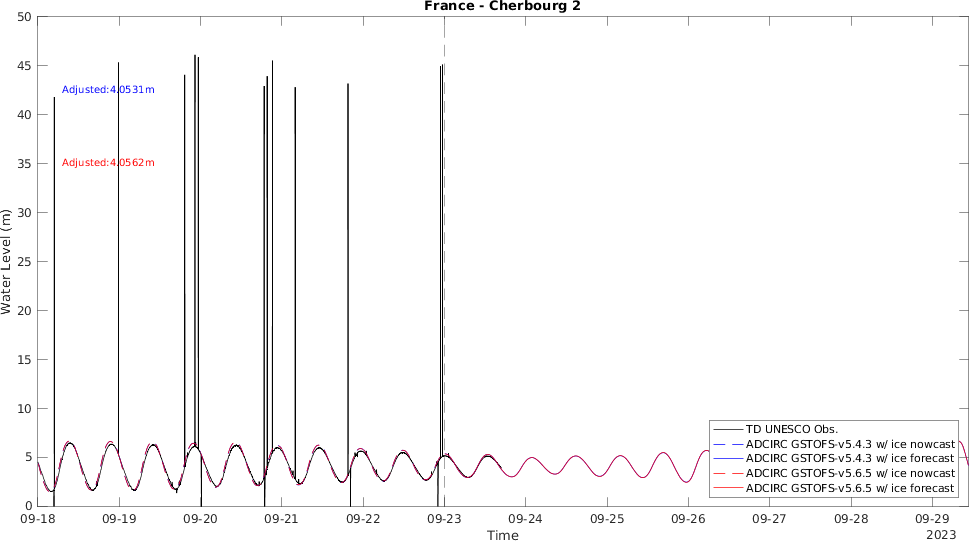 France - Cherbourg 2
50
45
40
35
30
25
20
15
10
5
0
Water Level (m)
Adjusted:4.0531m
Adjusted:4.0562m
TD UNESCO Obs.
ADCIRC GSTOFS-v5.4.3 w/ ice nowcast
ADCIRC GSTOFS-v5.4.3 w/ ice forecast
ADCIRC GSTOFS-v5.6.5 w/ ice nowcast
ADCIRC GSTOFS-v5.6.5 w/ ice forecast
09-18 09-19 09-20 09-21 09-22 09-23 09-24 09-25 09-26 09-27 09-28 09-29
Time
2023